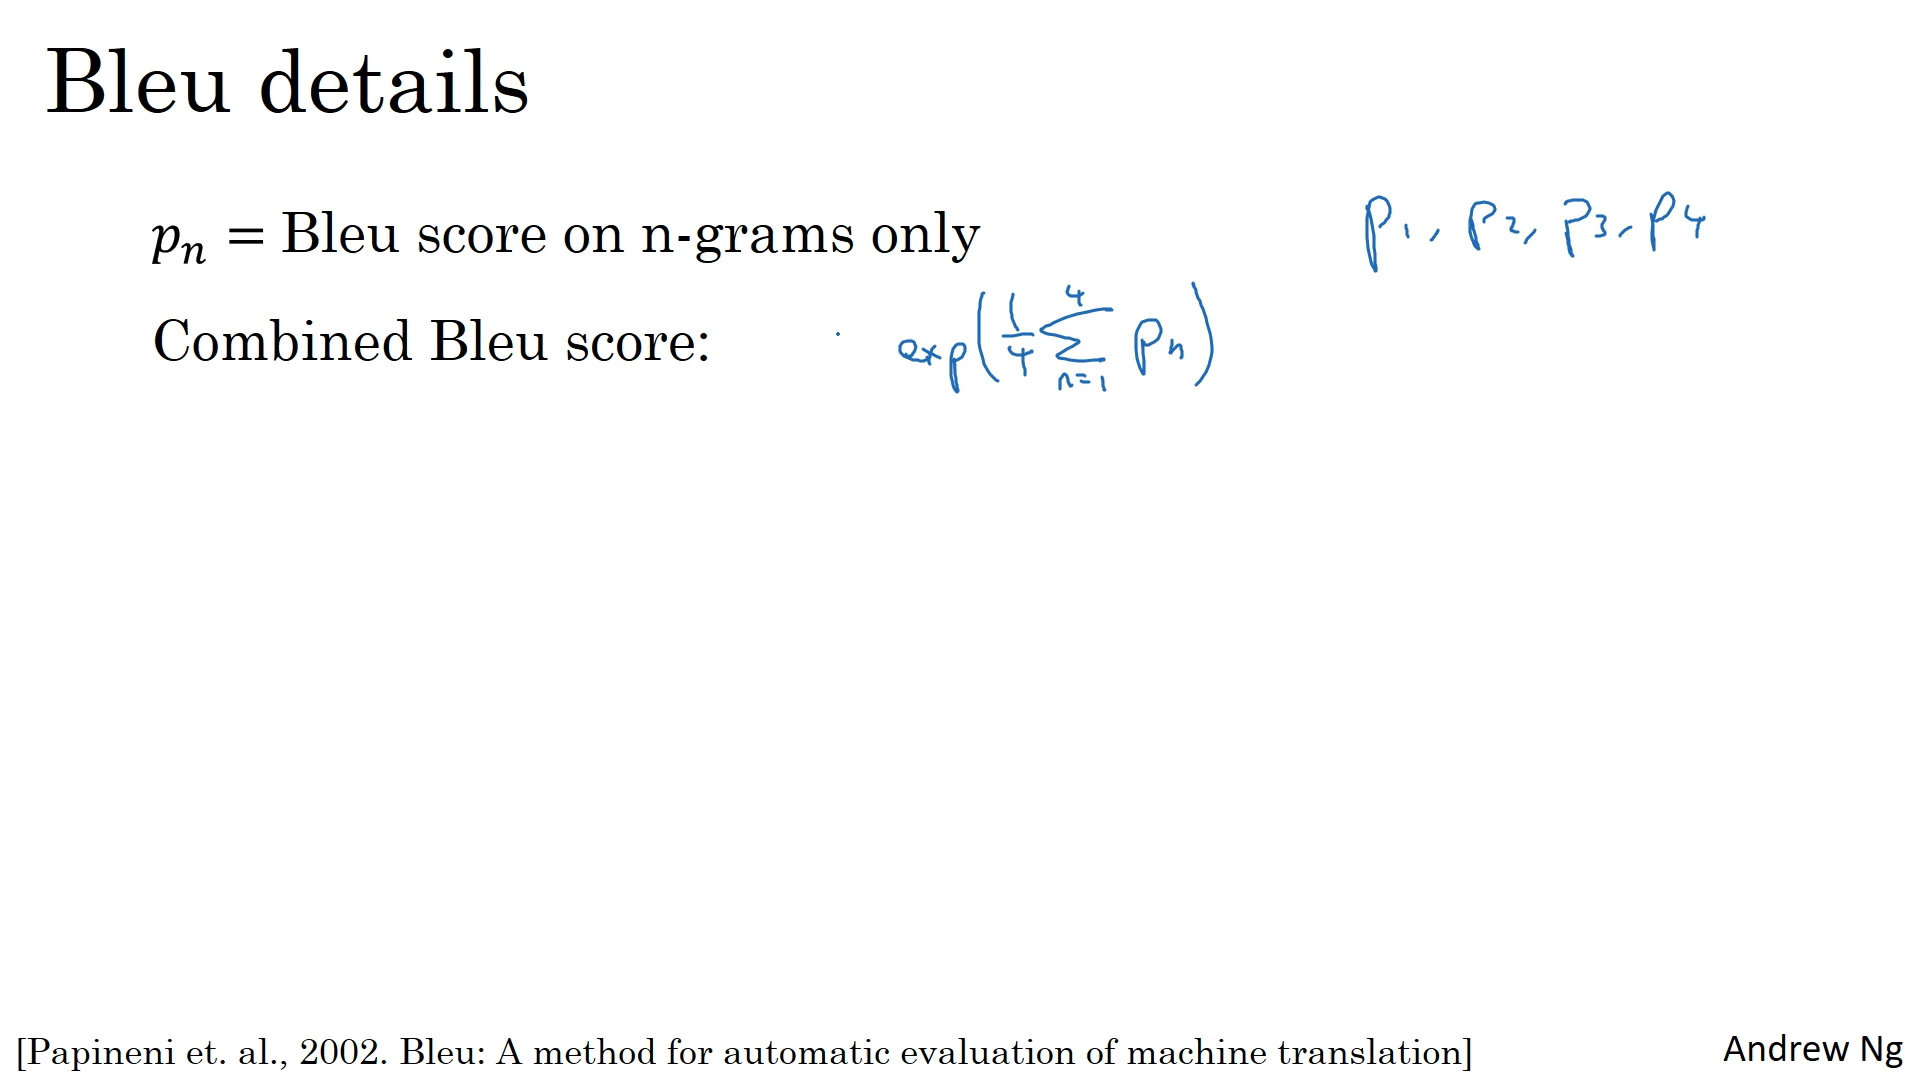 Bleu details
pₙ = Bleu score on n-grams only
p₁, p₂, p₃, p₄
Combined Bleu score: exp(1/4 ∑ₙ₌₁⁴ pₙ)
[Papineni et. al., 2002. Bleu: A method for automatic evaluation of machine translation]
Andrew Ng